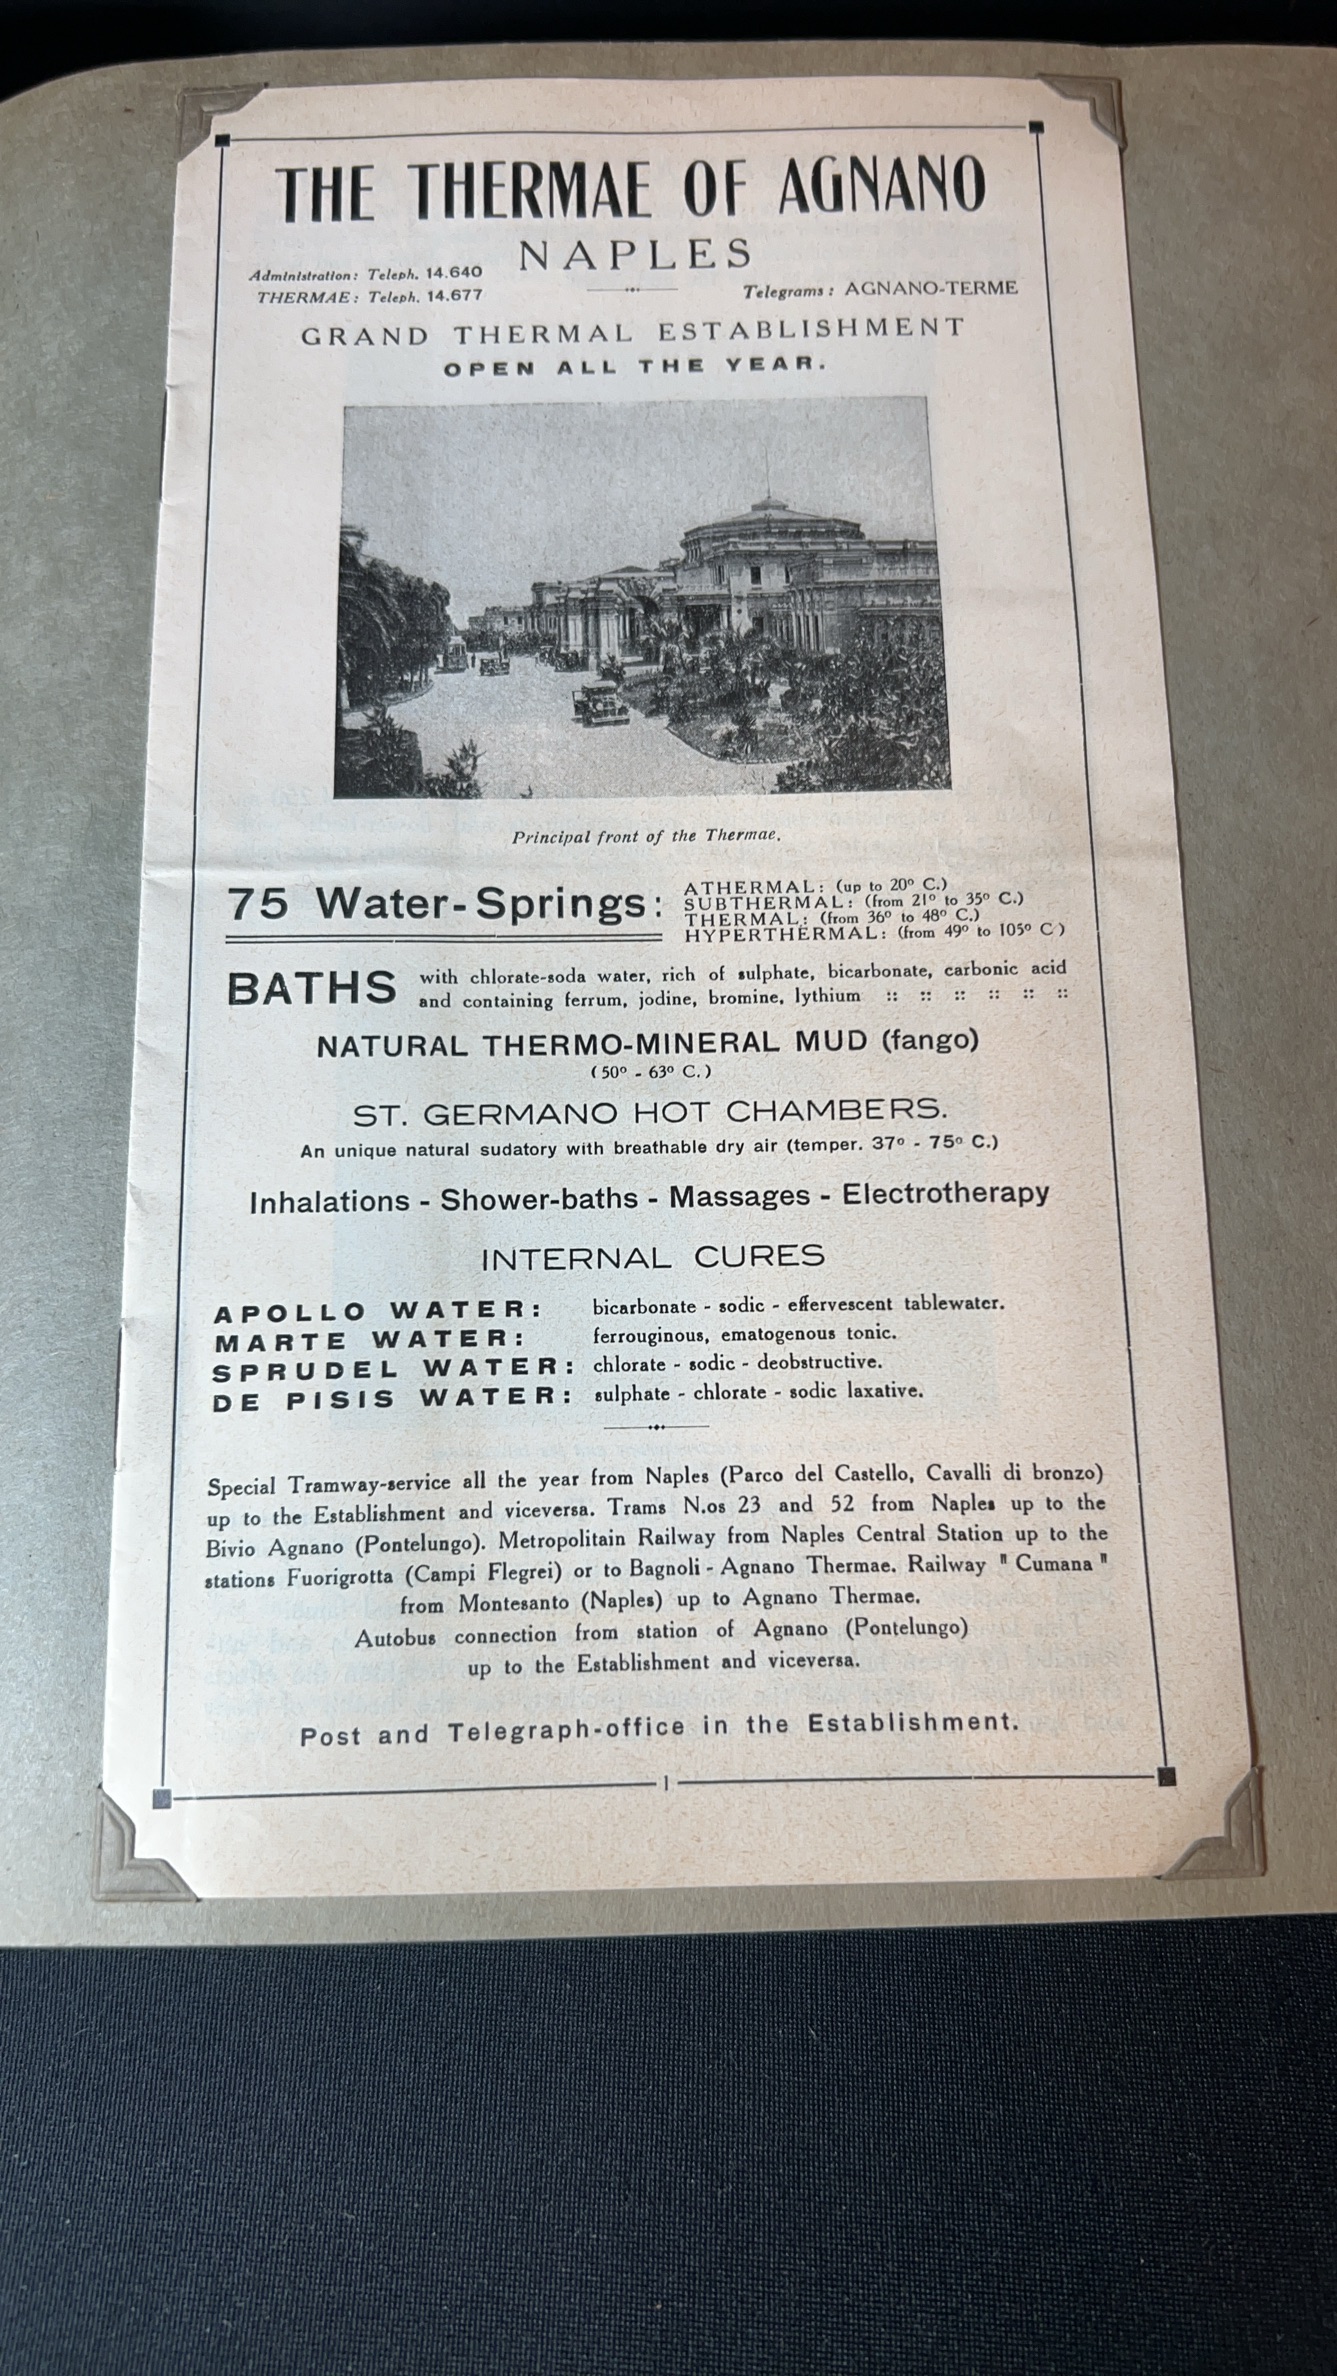 THE THERMAE OF AGNANO
NAPLES
Administration: Teleph. 14.640
THERMAE: Teleph. 14.677
Telegrams: AGNANO-TERME
GRAND THERMAL ESTABLISHMENT
OPEN ALL THE YEAR.
Principal front of the Thermae.
75 Water-Springs:
ATHERMAL: (up to 20° C.)
SUBTHERMAL: (from 21° to 35° C.)
THERMAL: (from 36° to 48° C.)
HYPERTHERMAL: (from 49° to 105° C)
BATHS
with chlorate-soda water, rich of sulphate, bicarbonate, carbonic acid
and containing ferrum, jodine, bromine, lythium :: :: :: :: :: ::
NATURAL THERMO-MINERAL MUD (fango)
(50° - 63° C.)
ST. GERMANO HOT CHAMBERS.
An unique natural sudatory with breathable dry air (temper. 37° - 75° C.)
Inhalations - Shower-baths - Massages - Electrotherapy
INTERNAL CURES
APOLLO WATER: bicarbonate - sodic - effervescent tablewater.
MARTE WATER: ferrouginous, ematogenous tonic.
SPRUDEL WATER: chlorate - sodic - deobstructive.
DE PISIS WATER: sulphate - chlorate - sodic laxative.
Special Tramway-service all the year from Naples (Parco del Castello, Cavalli di bronzo)
up to the Establishment and viceversa. Trams N.os 23 and 52 from Naples up to the
Bivio Agnano (Pontelungo). Metropolitain Railway from Naples Central Station up to the
stations Fuorigrotta (Campi Flegrei) or to Bagnoli - Agnano Thermae. Railway "Cumana"
from Montesanto (Naples) up to Agnano Thermae.
Autobus connection from station of Agnano (Pontelungo)
up to the Establishment and viceversa.
Post and Telegraph-office in the Establishment.
1